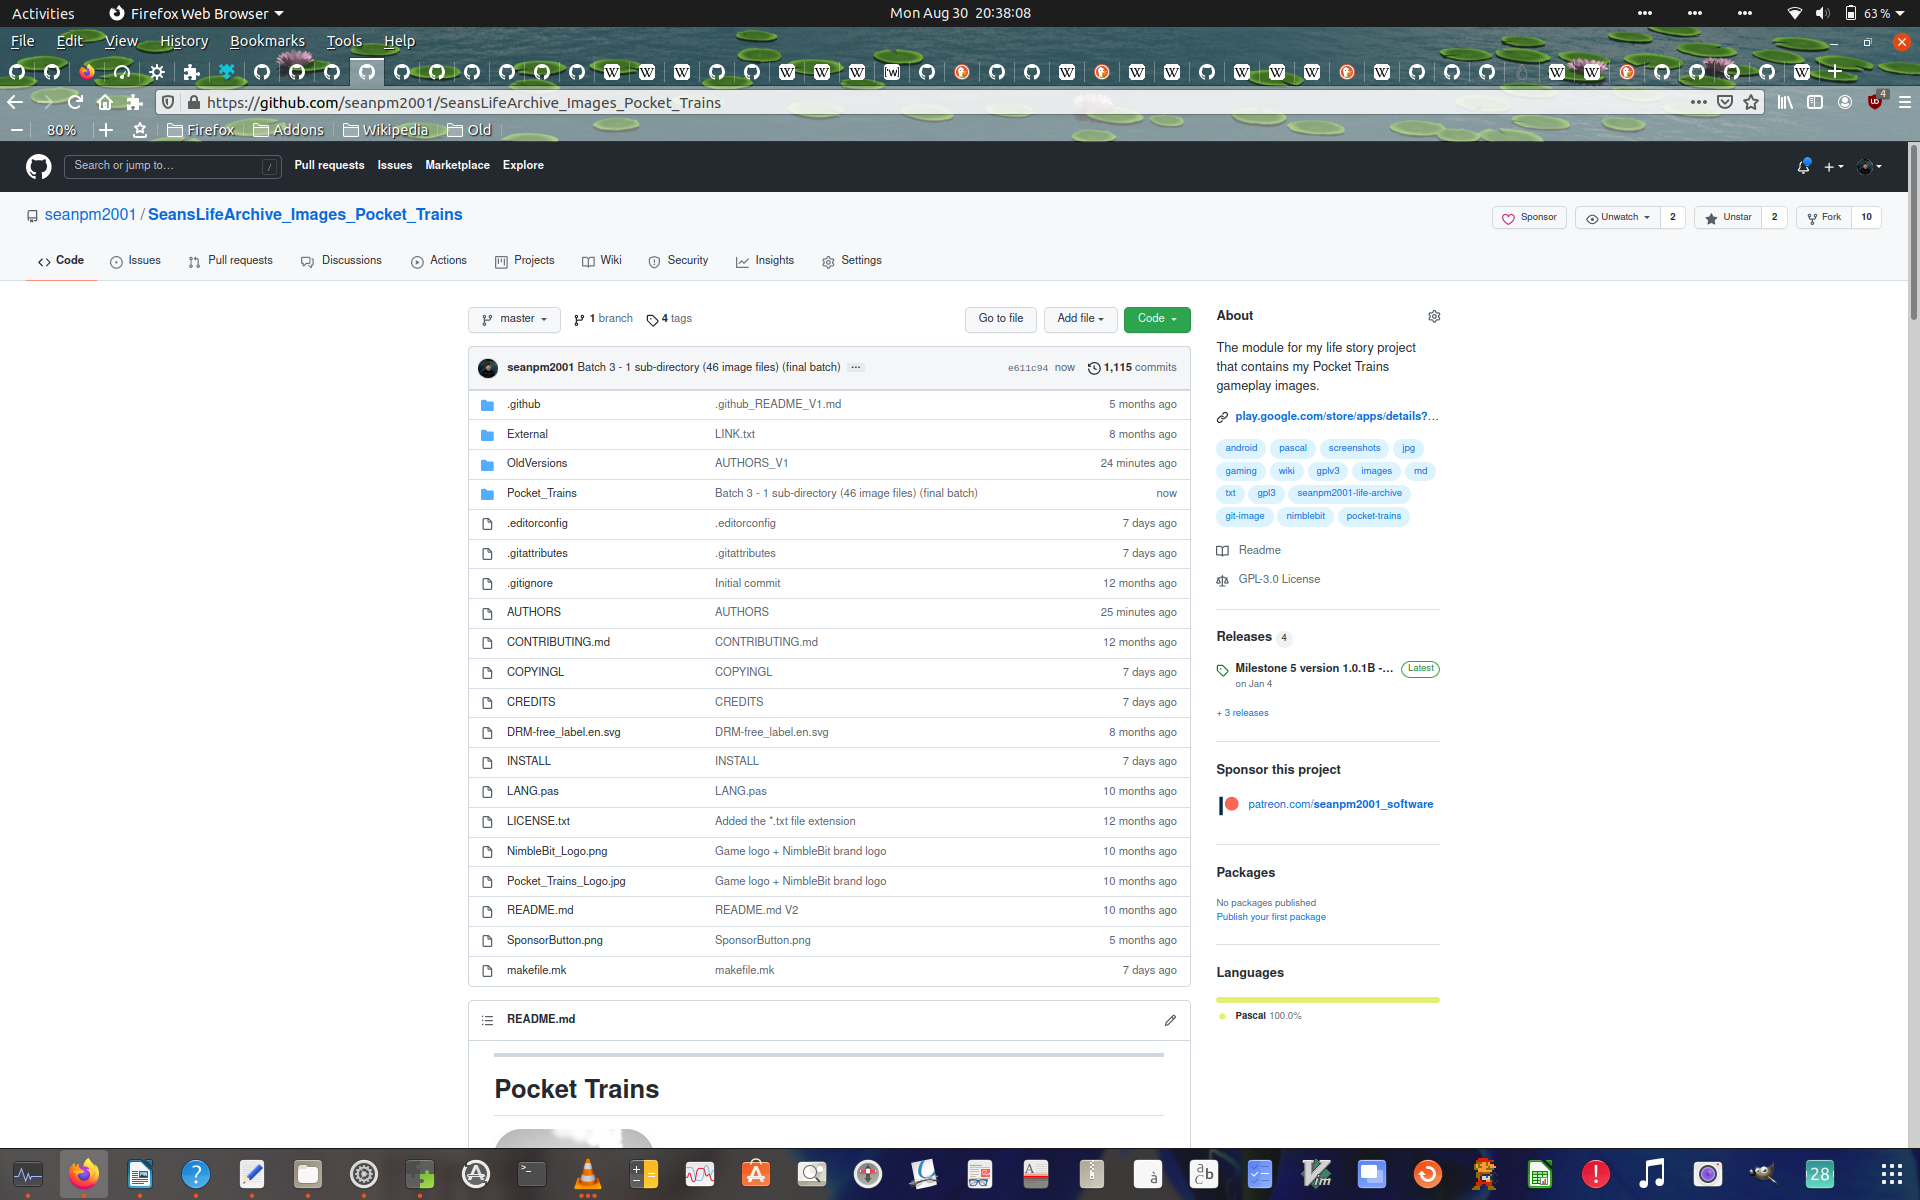 Activities Firefox Web Browser Mon Aug 30 20:38:08 63 %
File Edit View History Bookmarks Tools Help
https://github.com/seanpm2001/SeansLifeArchive_Images_Pocket_Trains 4
80% Firefox Addons Wikipedia Old
Search or jump to… / Pull requests Issues Marketplace Explore
seanpm2001 / SeansLifeArchive_Images_Pocket_Trains Sponsor Unwatch 2 Unstar 2 Fork 10
Code Issues Pull requests Discussions Actions Projects Wiki Security Insights Settings
master 1 branch 4 tags Go to file Add file Code
seanpm2001 Batch 3 - 1 sub-directory (46 image files) (final batch) ··· e611c94 now 1,115 commits
.github .github_README_V1.md 5 months ago
External LINK.txt 8 months ago
OldVersions AUTHORS_V1 24 minutes ago
Pocket_Trains Batch 3 - 1 sub-directory (46 image files) (final batch) now
.editorconfig .editorconfig 7 days ago
.gitattributes .gitattributes 7 days ago
.gitignore Initial commit 12 months ago
AUTHORS AUTHORS 25 minutes ago
CONTRIBUTING.md CONTRIBUTING.md 12 months ago
COPYINGL COPYINGL 7 days ago
CREDITS CREDITS 7 days ago
DRM-free_label.en.svg DRM-free_label.en.svg 8 months ago
INSTALL INSTALL 7 days ago
LANG.pas LANG.pas 10 months ago
LICENSE.txt Added the *.txt file extension 12 months ago
NimbleBit_Logo.png Game logo + NimbleBit brand logo 10 months ago
Pocket_Trains_Logo.jpg Game logo + NimbleBit brand logo 10 months ago
README.md README.md V2 10 months ago
SponsorButton.png SponsorButton.png 5 months ago
makefile.mk makefile.mk 7 days ago
README.md
Pocket Trains
About
The module for my life story project
that contains my Pocket Trains
gameplay images.
play.google.com/store/apps/details?…
android pascal screenshots jpg
gaming wiki gplv3 images md
txt gpl3 seanpm2001-life-archive
git-image nimblebit pocket-trains
Readme
GPL-3.0 License
Releases 4
Milestone 5 version 1.0.1B -… Latest
on Jan 4
+ 3 releases
Sponsor this project
patreon.com/seanpm2001_software
Packages
No packages published
Publish your first package
Languages
Pascal 100.0%
28